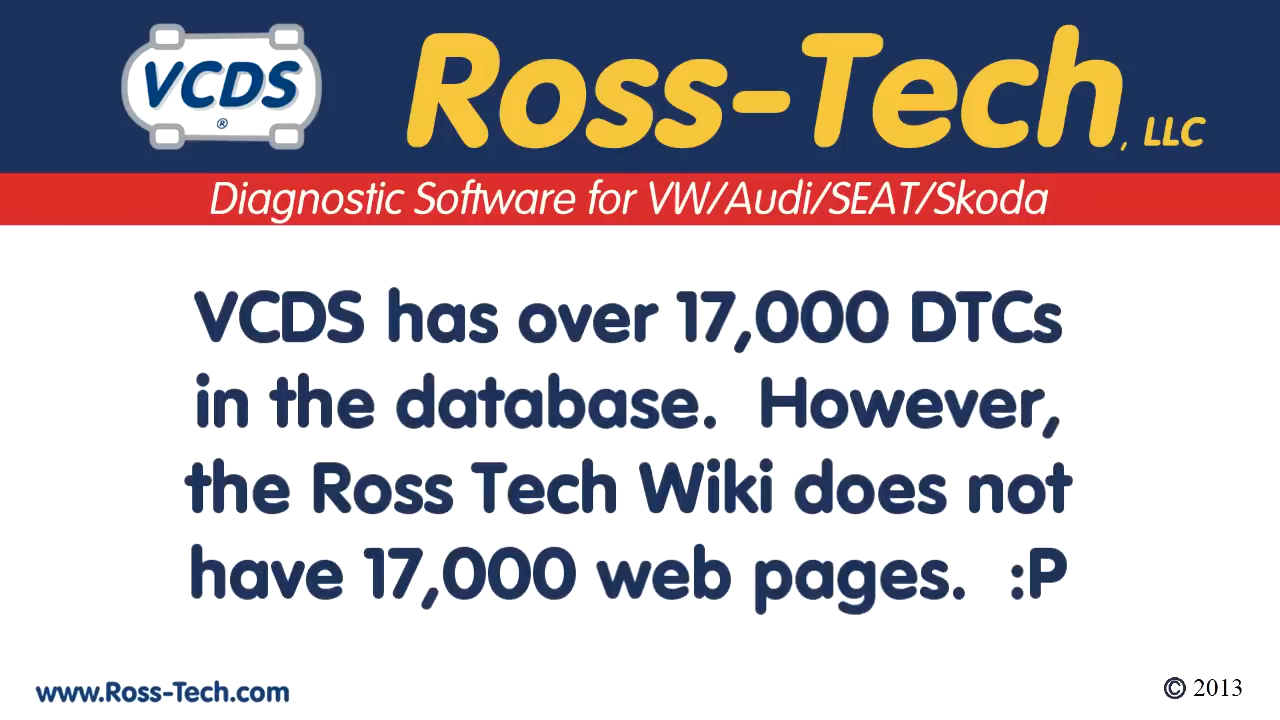 VCDS
®
Ross-Tech, LLC
Diagnostic Software for VW/Audi/SEAT/Skoda
VCDS has over 17,000 DTCs
in the database.  However,
the Ross Tech Wiki does not
have 17,000 web pages.  :P
www.Ross-Tech.com
© 2013